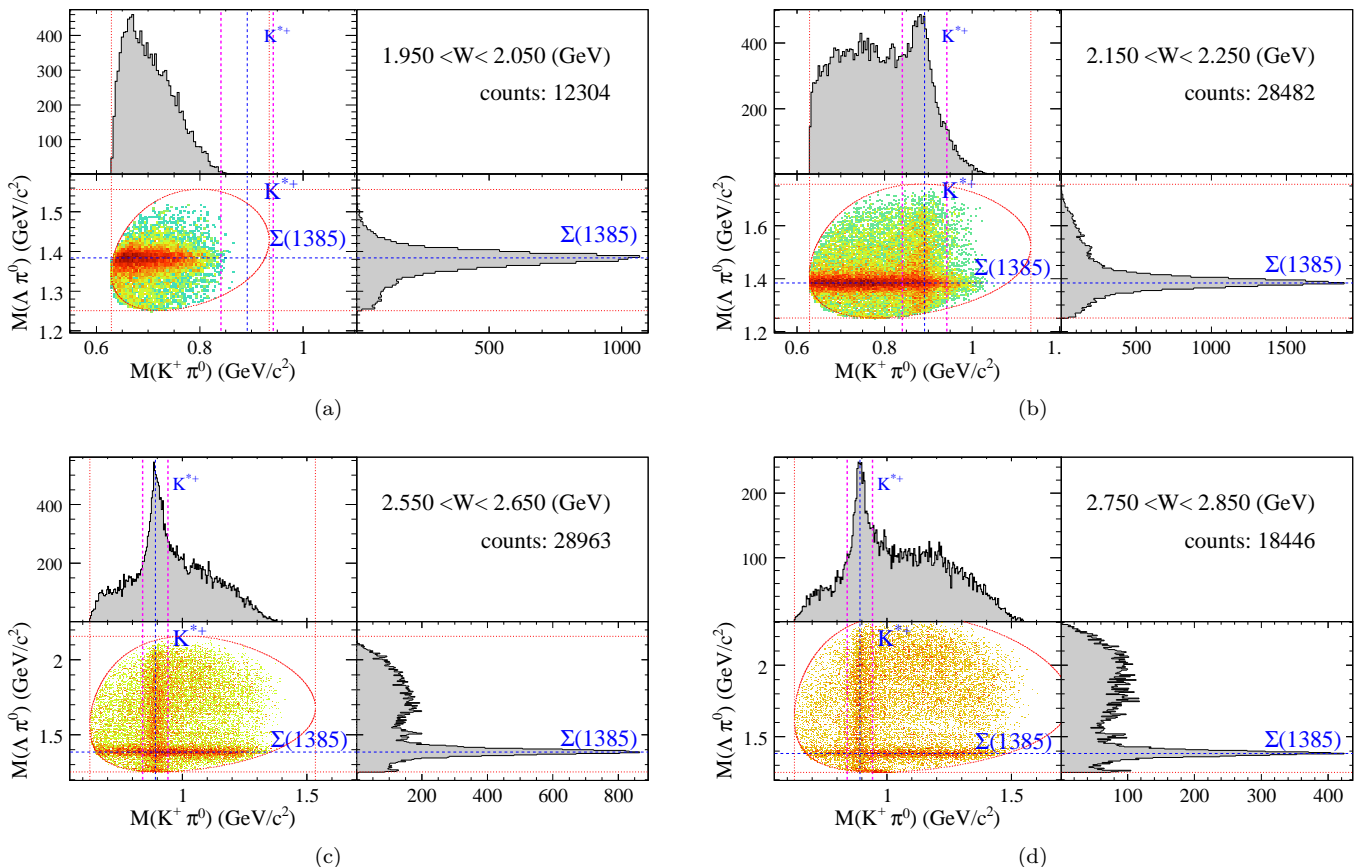 400
300
200
100
K*+
1.950 <W< 2.050 (GeV)
counts: 12304
M(Λ π⁰) (GeV/c²)
1.5
1.4
1.3
1.2
K*+
Σ(1385)
Σ(1385)
0.6 0.8 1
500 1000
M(K⁺ π⁰) (GeV/c²)
(a)
400
300
200
100
K*+
2.150 <W< 2.250 (GeV)
counts: 28482
M(Λ π⁰) (GeV/c²)
1.6
1.4
1.2
K*+
Σ(1385)
Σ(1385)
0.6 0.8 1 1.
500 1000 1500
M(K⁺ π⁰) (GeV/c²)
(b)
400
200
K*+
2.550 <W< 2.650 (GeV)
counts: 28963
M(Λ π⁰) (GeV/c²)
2
1.5
K*+
Σ(1385)
Σ(1385)
1 1.5
200 400 600 800
M(K⁺ π⁰) (GeV/c²)
(c)
200
100
K*+
2.750 <W< 2.850 (GeV)
counts: 18446
M(Λ π⁰) (GeV/c²)
2
1.5
K*+
Σ(1385)
Σ(1385)
1 1.5
100 200 300 400
M(K⁺ π⁰) (GeV/c²)
(d)